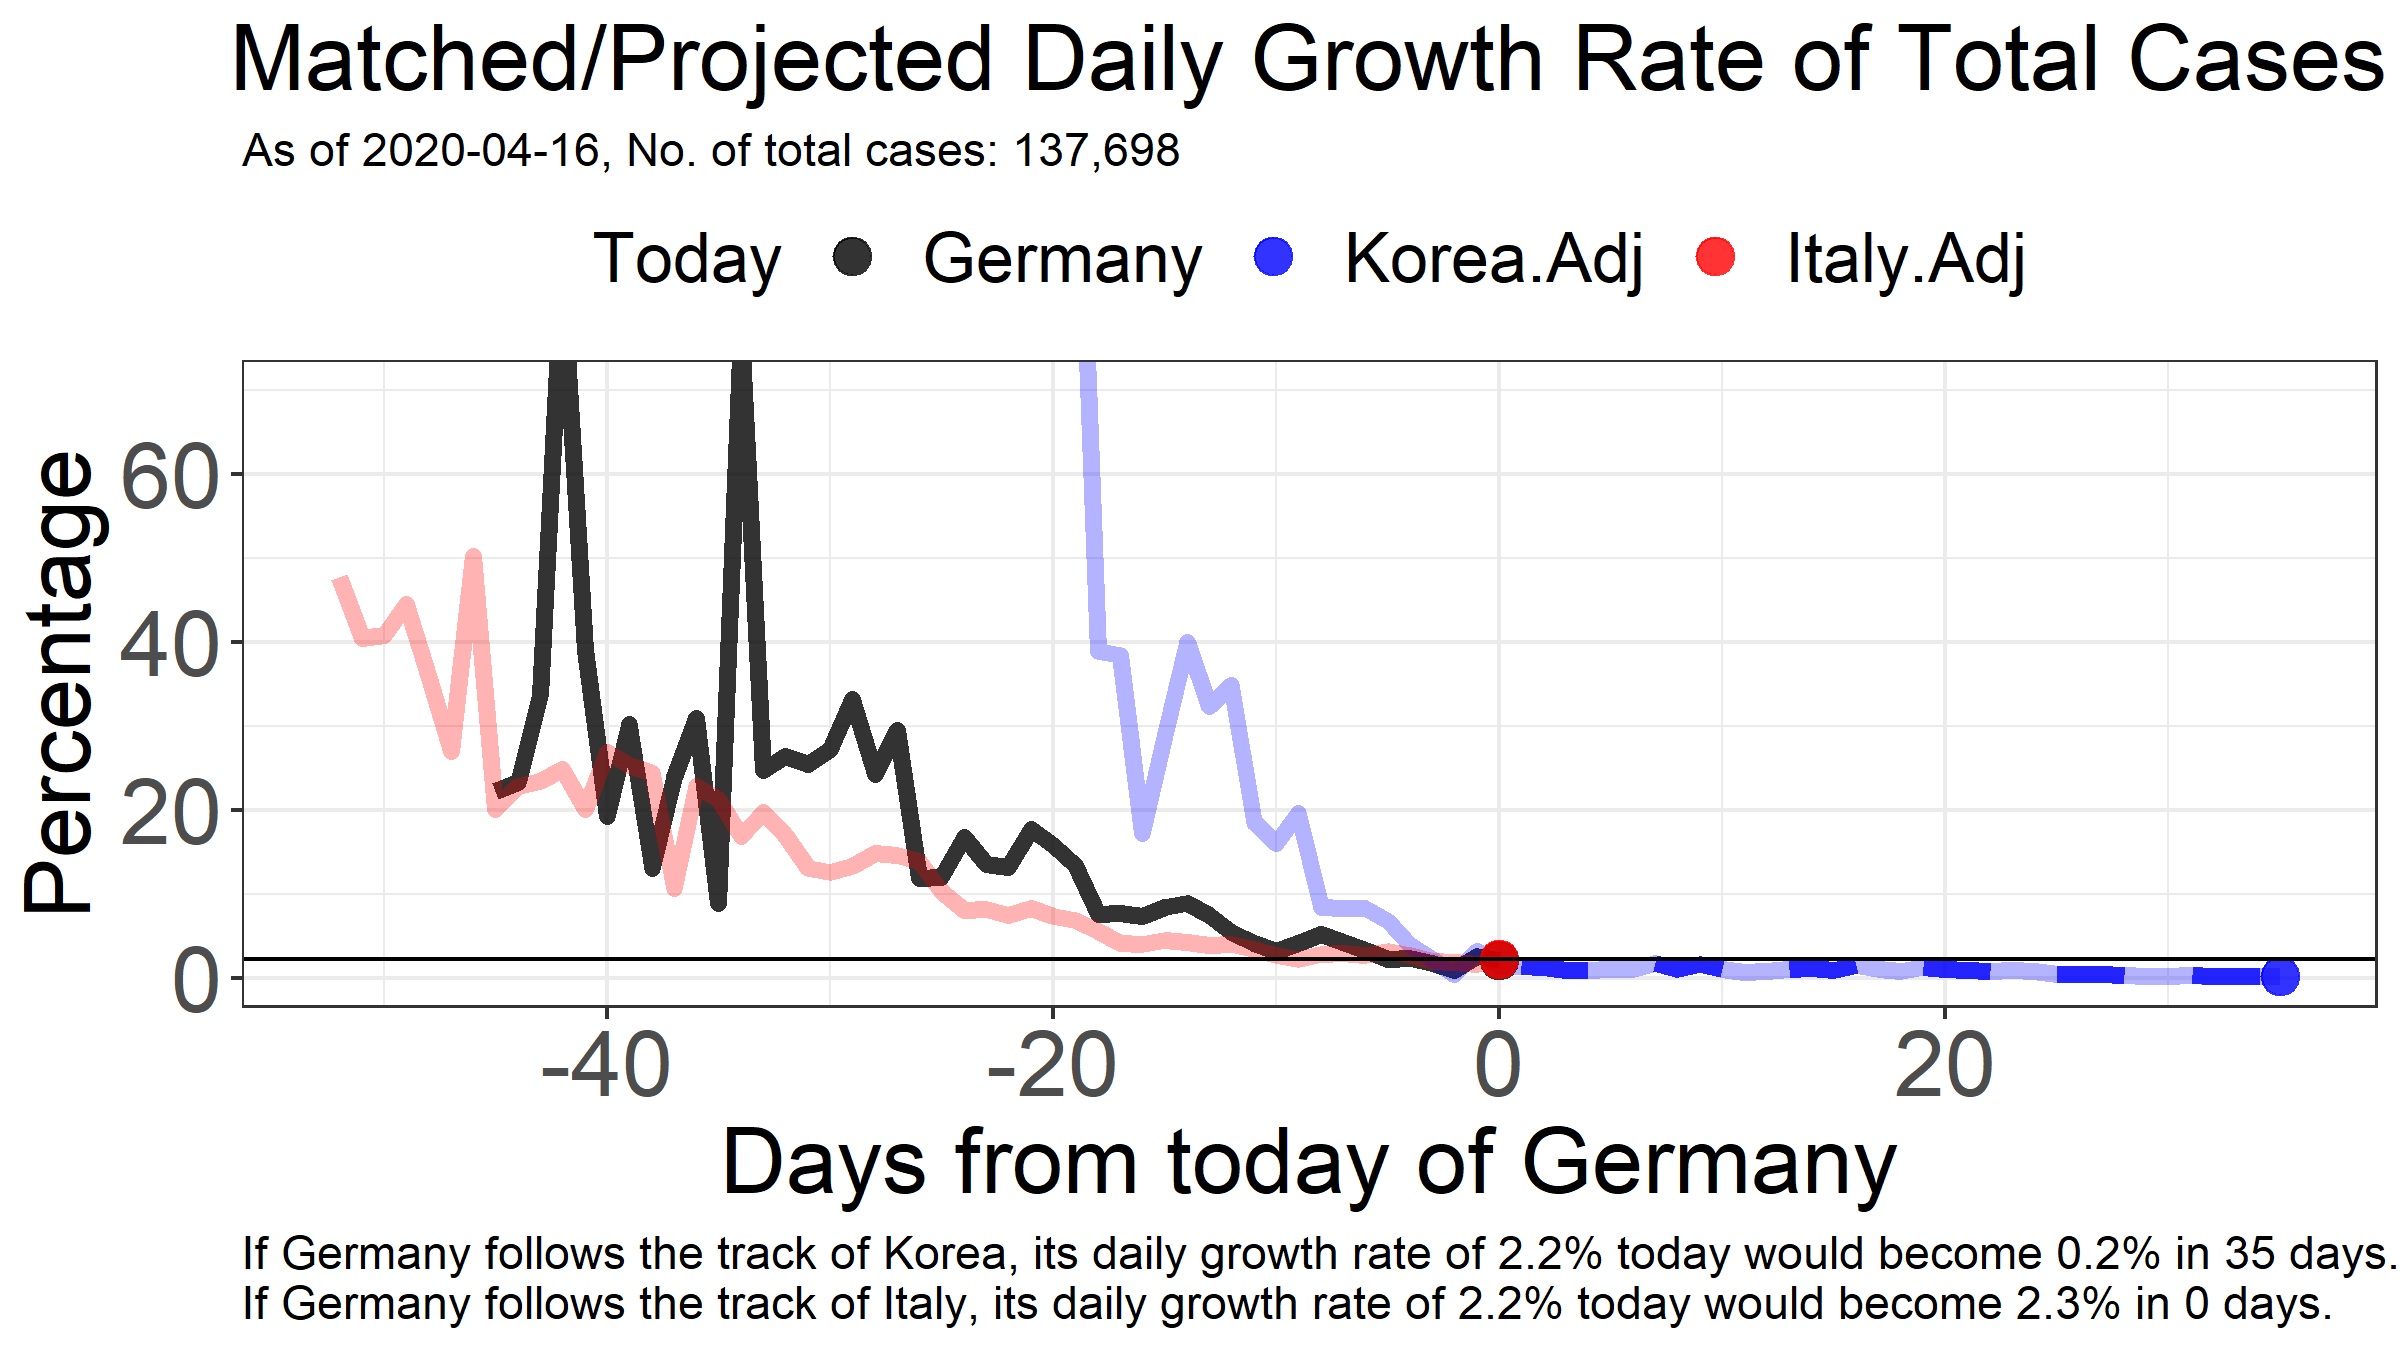 Matched/Projected Daily Growth Rate of Total Cases
As of 2020-04-16, No. of total cases: 137,698
Today Germany Korea.Adj Italy.Adj
Percentage
60
40
20
0
-40 -20 0 20
Days from today of Germany
If Germany follows the track of Korea, its daily growth rate of 2.2% today would become 0.2% in 35 days.
If Germany follows the track of Italy, its daily growth rate of 2.2% today would become 2.3% in 0 days.